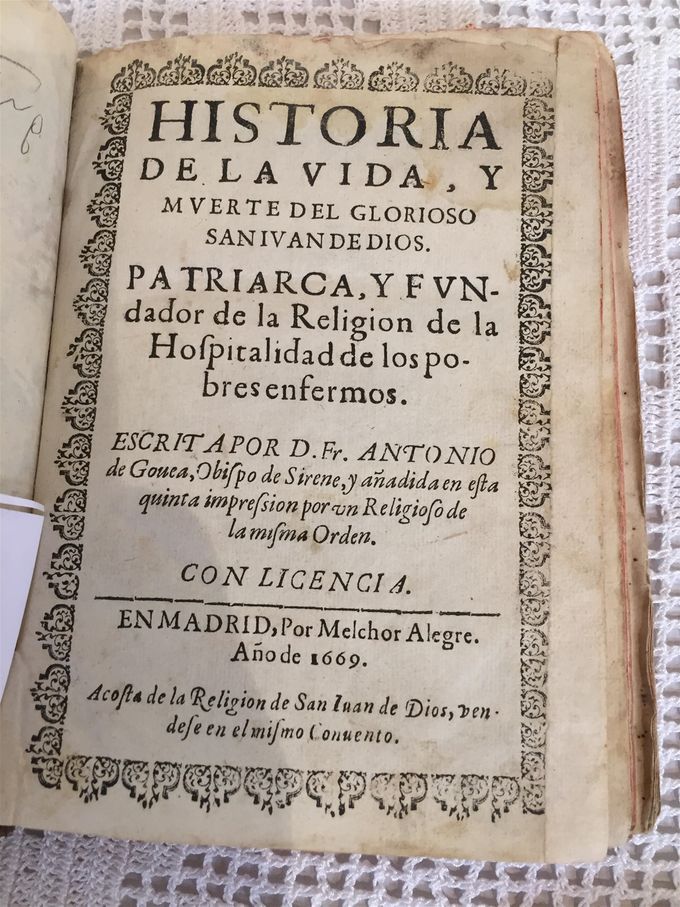 HISTORIA
DE LA VIDA, Y
MVERTE DEL GLORIOSO
SAN IVAN DE DIOS.
PATRIARCA, Y FVN-
dador de la Religion de la
Hoſpitalidad de los po-
bres enfermos.
ESCRITA POR D. Fr. ANTONIO
de Gouea, Obiſpo de Sirene, y añadida en eſta
quinta impreſsion por vn Religioſo de
la miſma Orden.
CON LICENCIA.
EN MADRID, Por Melchor Alegre.
Año de 1669.
Acoſta de la Religion de San Iuan de Dios, ven-
deſe en el miſmo Conuento.